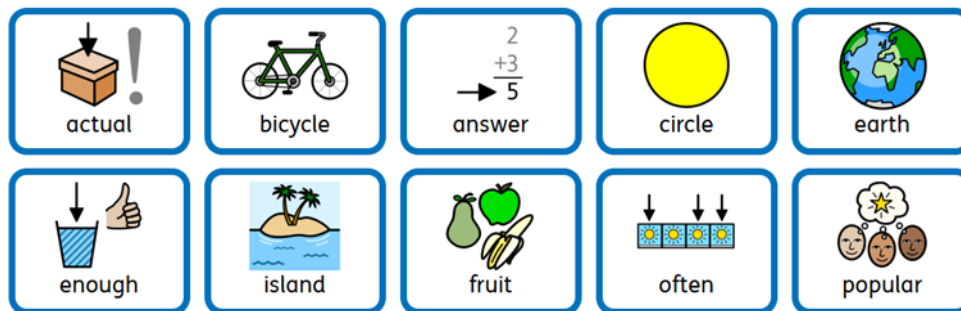 2
+3
5
actual bicycle answer circle earth
enough island fruit often popular